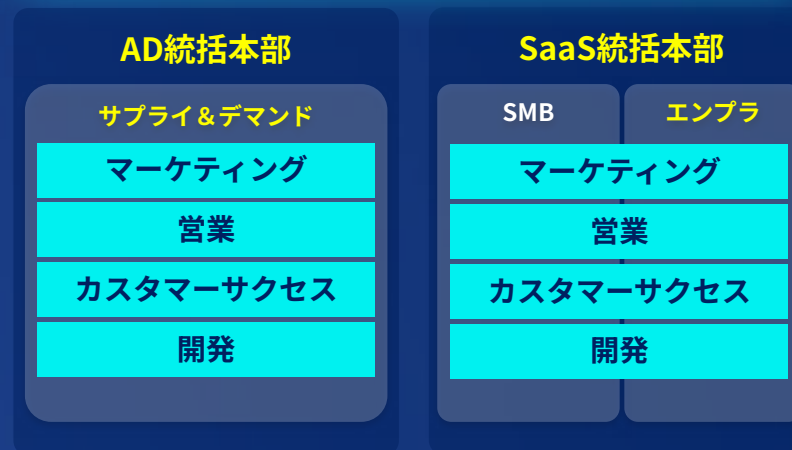 AD統括本部
サプライ＆デマンド
マーケティング
営業
カスタマーサクセス
開発
SaaS統括本部
SMB
エンプラ
マーケティング
営業
カスタマーサクセス
開発